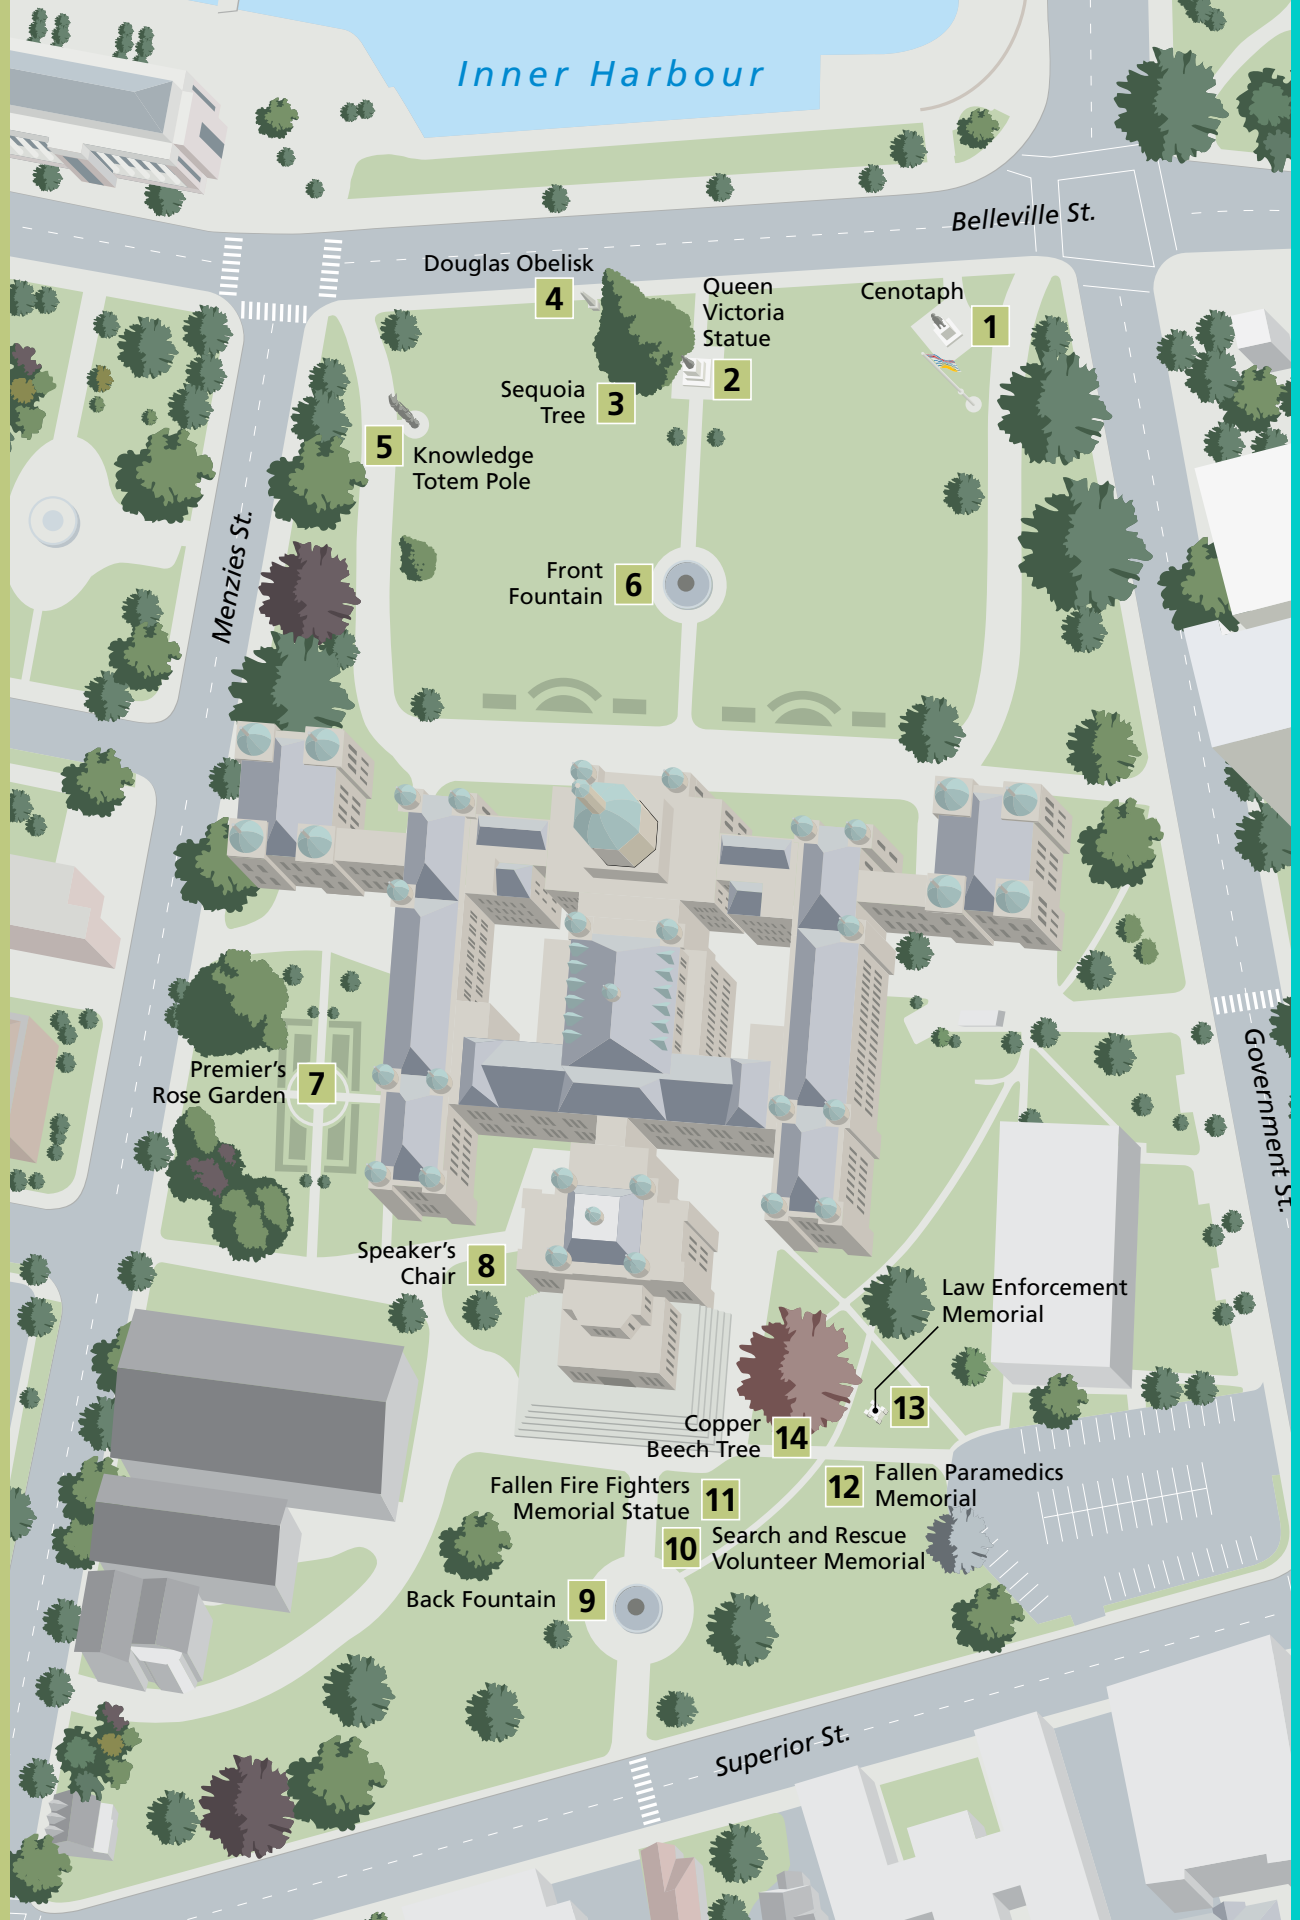 Inner Harbour
Belleville St.
Douglas Obelisk
4
Queen
Victoria
Statue
2
Cenotaph
1
Sequoia
Tree
3
5
Knowledge
Totem Pole
Menzies St.
Front
Fountain
6
Premier's
Rose Garden
7
Government St.
Speaker's
Chair
8
Law Enforcement
Memorial
13
Copper
Beech Tree
14
Fallen Paramedics
Memorial
12
Fallen Fire Fighters
Memorial Statue
11
10
Search and Rescue
Volunteer Memorial
Back Fountain
9
Superior St.